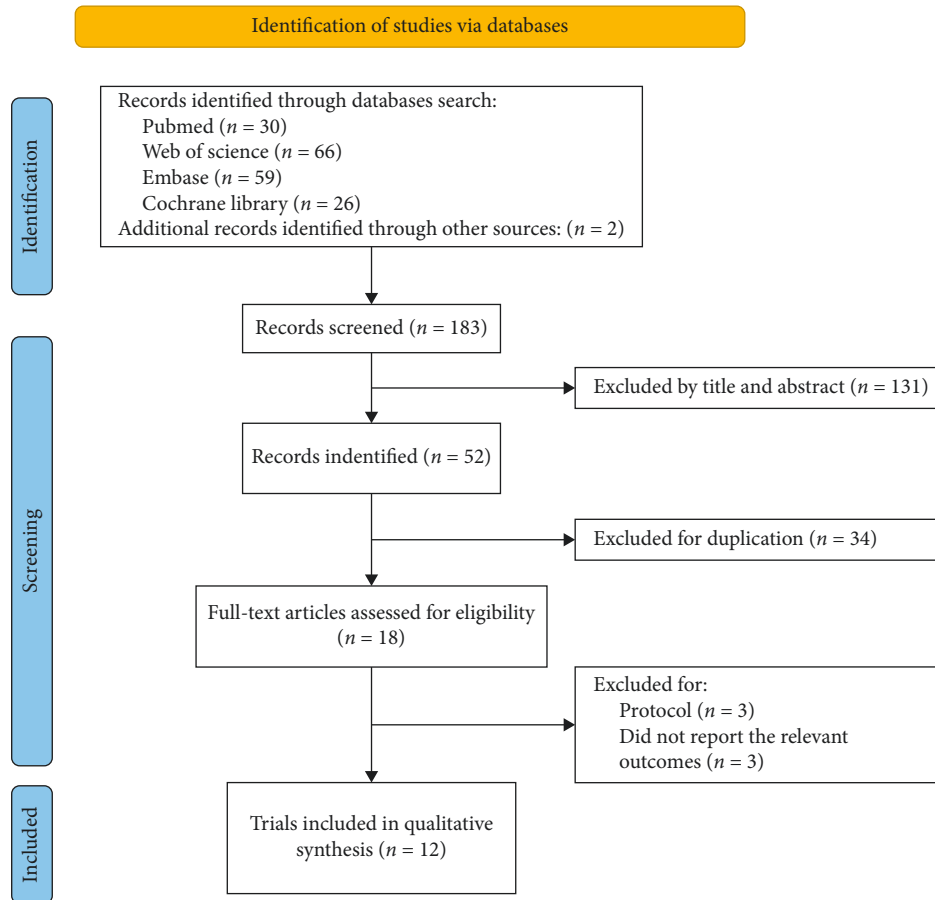 Identification of studies via databases
Identification
Records identified through databases search:
Pubmed (n = 30)
Web of science (n = 66)
Embase (n = 59)
Cochrane library (n = 26)
Additional records identified through other sources: (n = 2)
Records screened (n = 183)
Excluded by title and abstract (n = 131)
Screening
Records indentified (n = 52)
Excluded for duplication (n = 34)
Full-text articles assessed for eligibility
(n = 18)
Excluded for:
Protocol (n = 3)
Did not report the relevant
outcomes (n = 3)
Included
Trials included in qualitative
synthesis (n = 12)